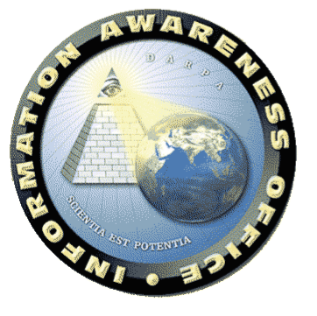 INFORMATION AWARENESS OFFICE
DARPA
SCIENTIA EST POTENTIA